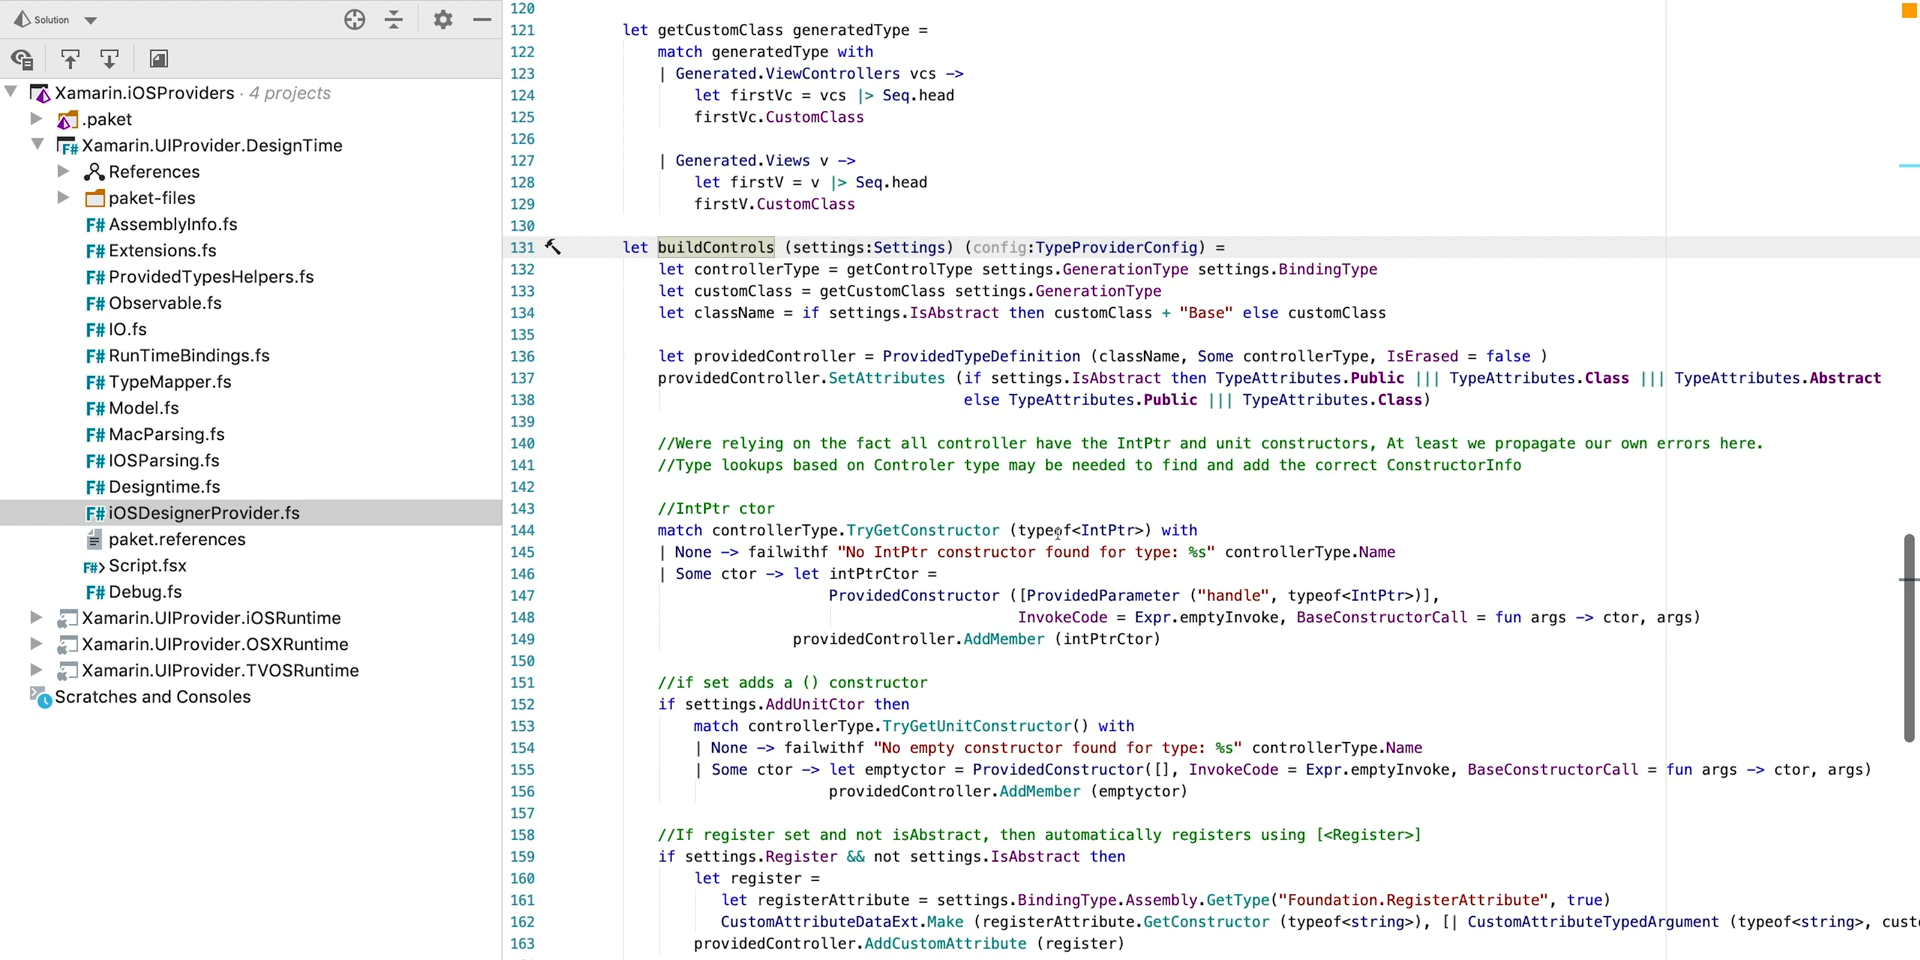 Solution
Xamarin.iOSProviders · 4 projects
.paket
F# Xamarin.UIProvider.DesignTime
References
paket-files
F# AssemblyInfo.fs
F# Extensions.fs
F# ProvidedTypesHelpers.fs
F# Observable.fs
F# IO.fs
F# RunTimeBindings.fs
F# TypeMapper.fs
F# Model.fs
F# MacParsing.fs
F# IOSParsing.fs
F# Designtime.fs
F# iOSDesignerProvider.fs
paket.references
F#> Script.fsx
F# Debug.fs
Xamarin.UIProvider.iOSRuntime
Xamarin.UIProvider.OSXRuntime
Xamarin.UIProvider.TVOSRuntime
Scratches and Consoles
120
121 let getCustomClass generatedType =
122 match generatedType with
123 | Generated.ViewControllers vcs ->
124 let firstVc = vcs |> Seq.head
125 firstVc.CustomClass
126
127 | Generated.Views v ->
128 let firstV = v |> Seq.head
129 firstV.CustomClass
130
131 let buildControls (settings:Settings) (config:TypeProviderConfig) =
132 let controllerType = getControlType settings.GenerationType settings.BindingType
133 let customClass = getCustomClass settings.GenerationType
134 let className = if settings.IsAbstract then customClass + "Base" else customClass
135
136 let providedController = ProvidedTypeDefinition (className, Some controllerType, IsErased = false )
137 providedController.SetAttributes (if settings.IsAbstract then TypeAttributes.Public ||| TypeAttributes.Class ||| TypeAttributes.Abstract
138 else TypeAttributes.Public ||| TypeAttributes.Class)
139
140 //Were relying on the fact all controller have the IntPtr and unit constructors, At least we propagate our own errors here.
141 //Type lookups based on Controler type may be needed to find and add the correct ConstructorInfo
142
143 //IntPtr ctor
144 match controllerType.TryGetConstructor (typeof<IntPtr>) with
145 | None -> failwithf "No IntPtr constructor found for type: %s" controllerType.Name
146 | Some ctor -> let intPtrCtor =
147 ProvidedConstructor ([ProvidedParameter ("handle", typeof<IntPtr>)],
148 InvokeCode = Expr.emptyInvoke, BaseConstructorCall = fun args -> ctor, args)
149 providedController.AddMember (intPtrCtor)
150
151 //if set adds a () constructor
152 if settings.AddUnitCtor then
153 match controllerType.TryGetUnitConstructor() with
154 | None -> failwithf "No empty constructor found for type: %s" controllerType.Name
155 | Some ctor -> let emptyctor = ProvidedConstructor([], InvokeCode = Expr.emptyInvoke, BaseConstructorCall = fun args -> ctor, args)
156 providedController.AddMember (emptyctor)
157
158 //If register set and not isAbstract, then automatically registers using [<Register>]
159 if settings.Register && not settings.IsAbstract then
160 let register =
161 let registerAttribute = settings.BindingType.Assembly.GetType("Foundation.RegisterAttribute", true)
162 CustomAttributeDataExt.Make (registerAttribute.GetConstructor (typeof<string>), [| CustomAttributeTypedArgument (typeof<string>, custo
163 providedController.AddCustomAttribute (register)